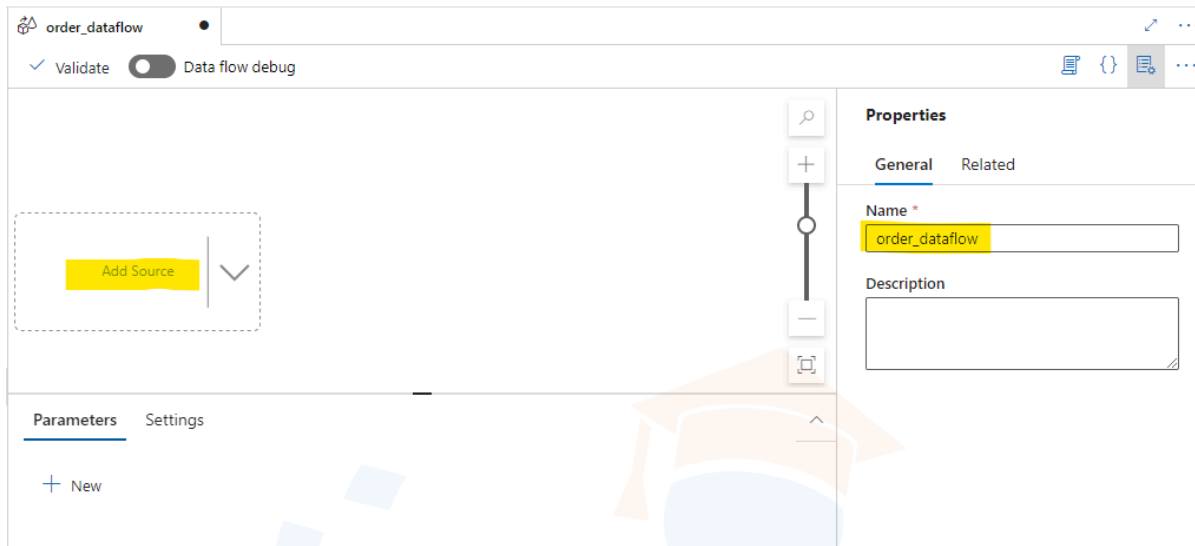 order_dataflow
Validate
Data flow debug
{}
Properties
General
Related
Name *
order_dataflow
Add Source
Description
Parameters
Settings
New